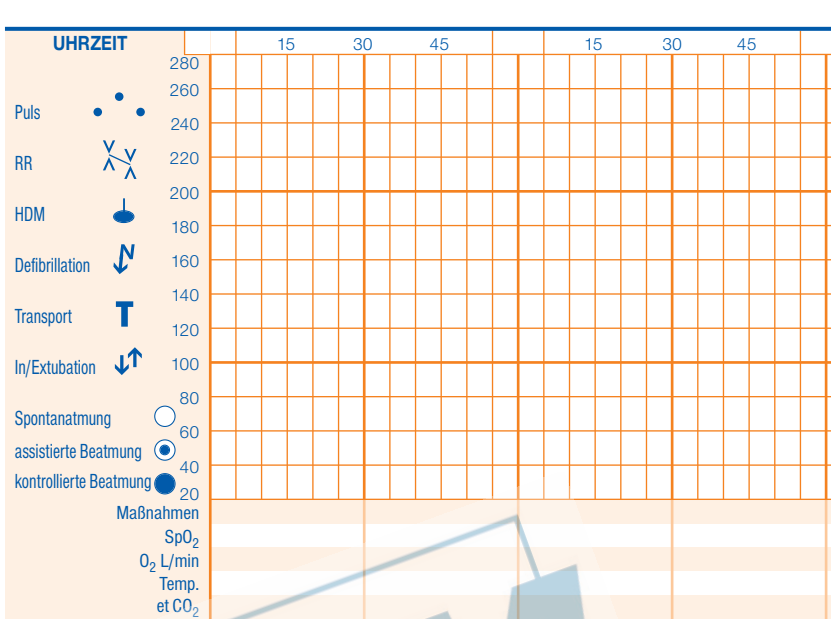 UHRZEIT 15 30 45 15 30 45
280
260
Puls
240
220
RR
200
HDM
180
Defibrillation 160
140
Transport T
120
In/Extubation 100
80
Spontanatmung
60
assistierte Beatmung
40
kontrollierte Beatmung
20
Maßnahmen
SpO₂
O₂ L/min
Temp.
et CO₂